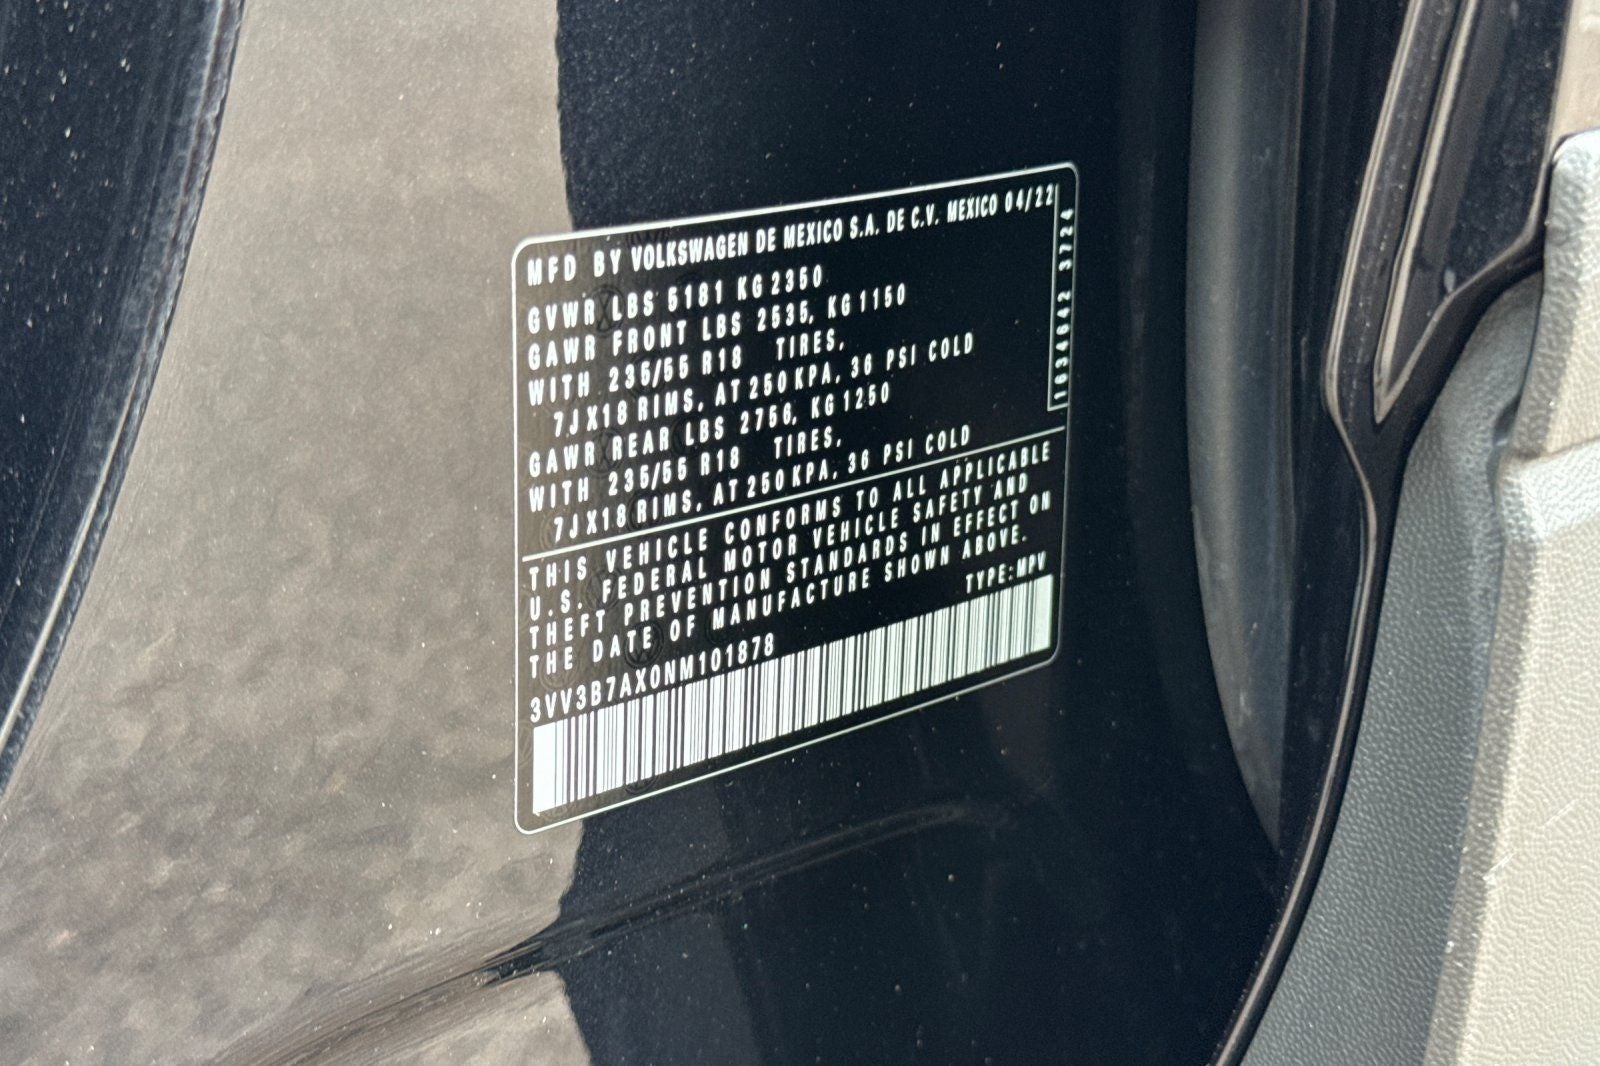 MFD BY VOLKSWAGEN DE MEXICO S.A. DE C.V. MEXICO 04/22
GVWR LBS 5181 KG 2350
GAWR FRONT LBS 2535, KG 1150
WITH 235/55 R18 TIRES,
7JX18 RIMS, AT 250 KPA, 36 PSI COLD
GAWR REAR LBS 2756, KG 1250
WITH 235/55 R18 TIRES,
7JX18 RIMS, AT 250 KPA, 36 PSI COLD
1634642 3724
THIS VEHICLE CONFORMS TO ALL APPLICABLE
U.S. FEDERAL MOTOR VEHICLE SAFETY AND
THEFT PREVENTION STANDARDS IN EFFECT ON
THE DATE OF MANUFACTURE SHOWN ABOVE.
TYPE:MPV
3VV3B7AX0NM101878